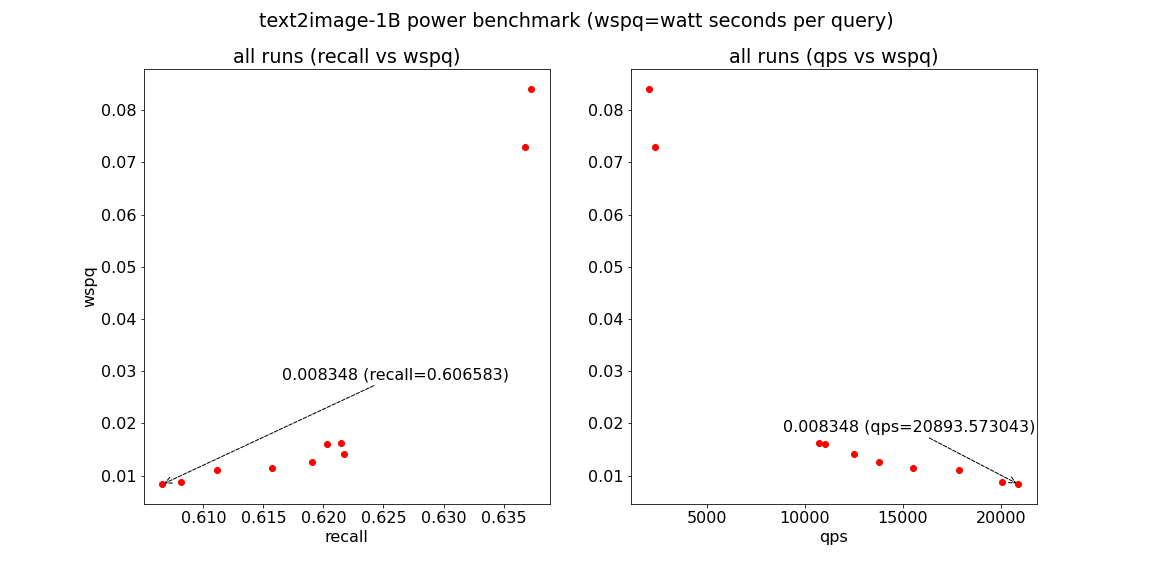 text2image-1B power benchmark (wspq=watt seconds per query)
all runs (recall vs wspq)
0.08
0.07
0.06
0.05
0.04
0.03
0.02
0.01
wspq
0.008348 (recall=0.606583)
0.610 0.615 0.620 0.625 0.630 0.635
recall
all runs (qps vs wspq)
0.08
0.07
0.06
0.05
0.04
0.03
0.02
0.01
0.008348 (qps=20893.573043)
5000 10000 15000 20000
qps